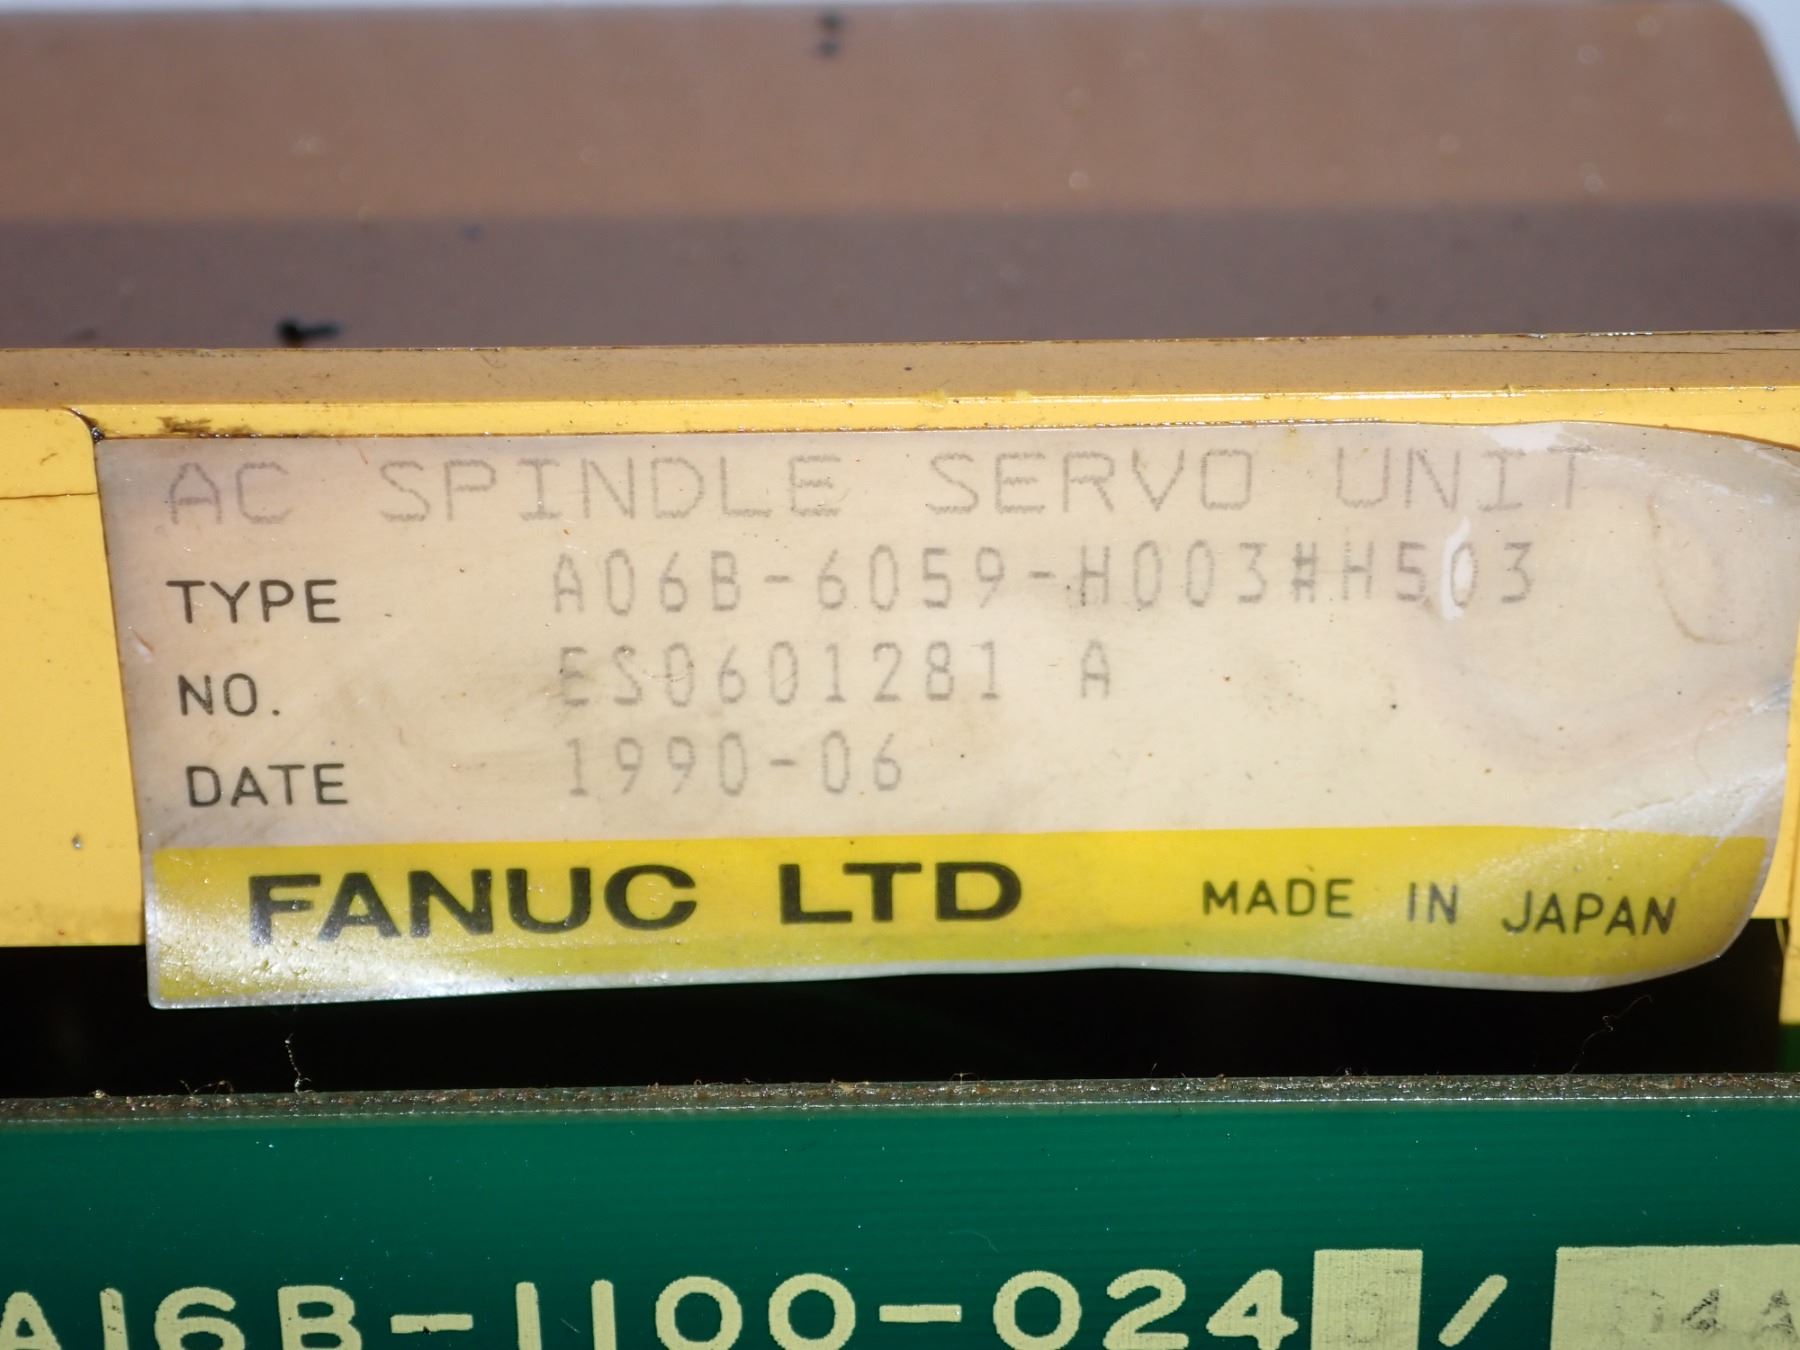 AC SPINDLE SERVO UNIT
TYPE A06B-6059-H003#H503
NO. ES0601281 A
DATE 1990-06
FANUC LTD MADE IN JAPAN
A16B-1100-024 /